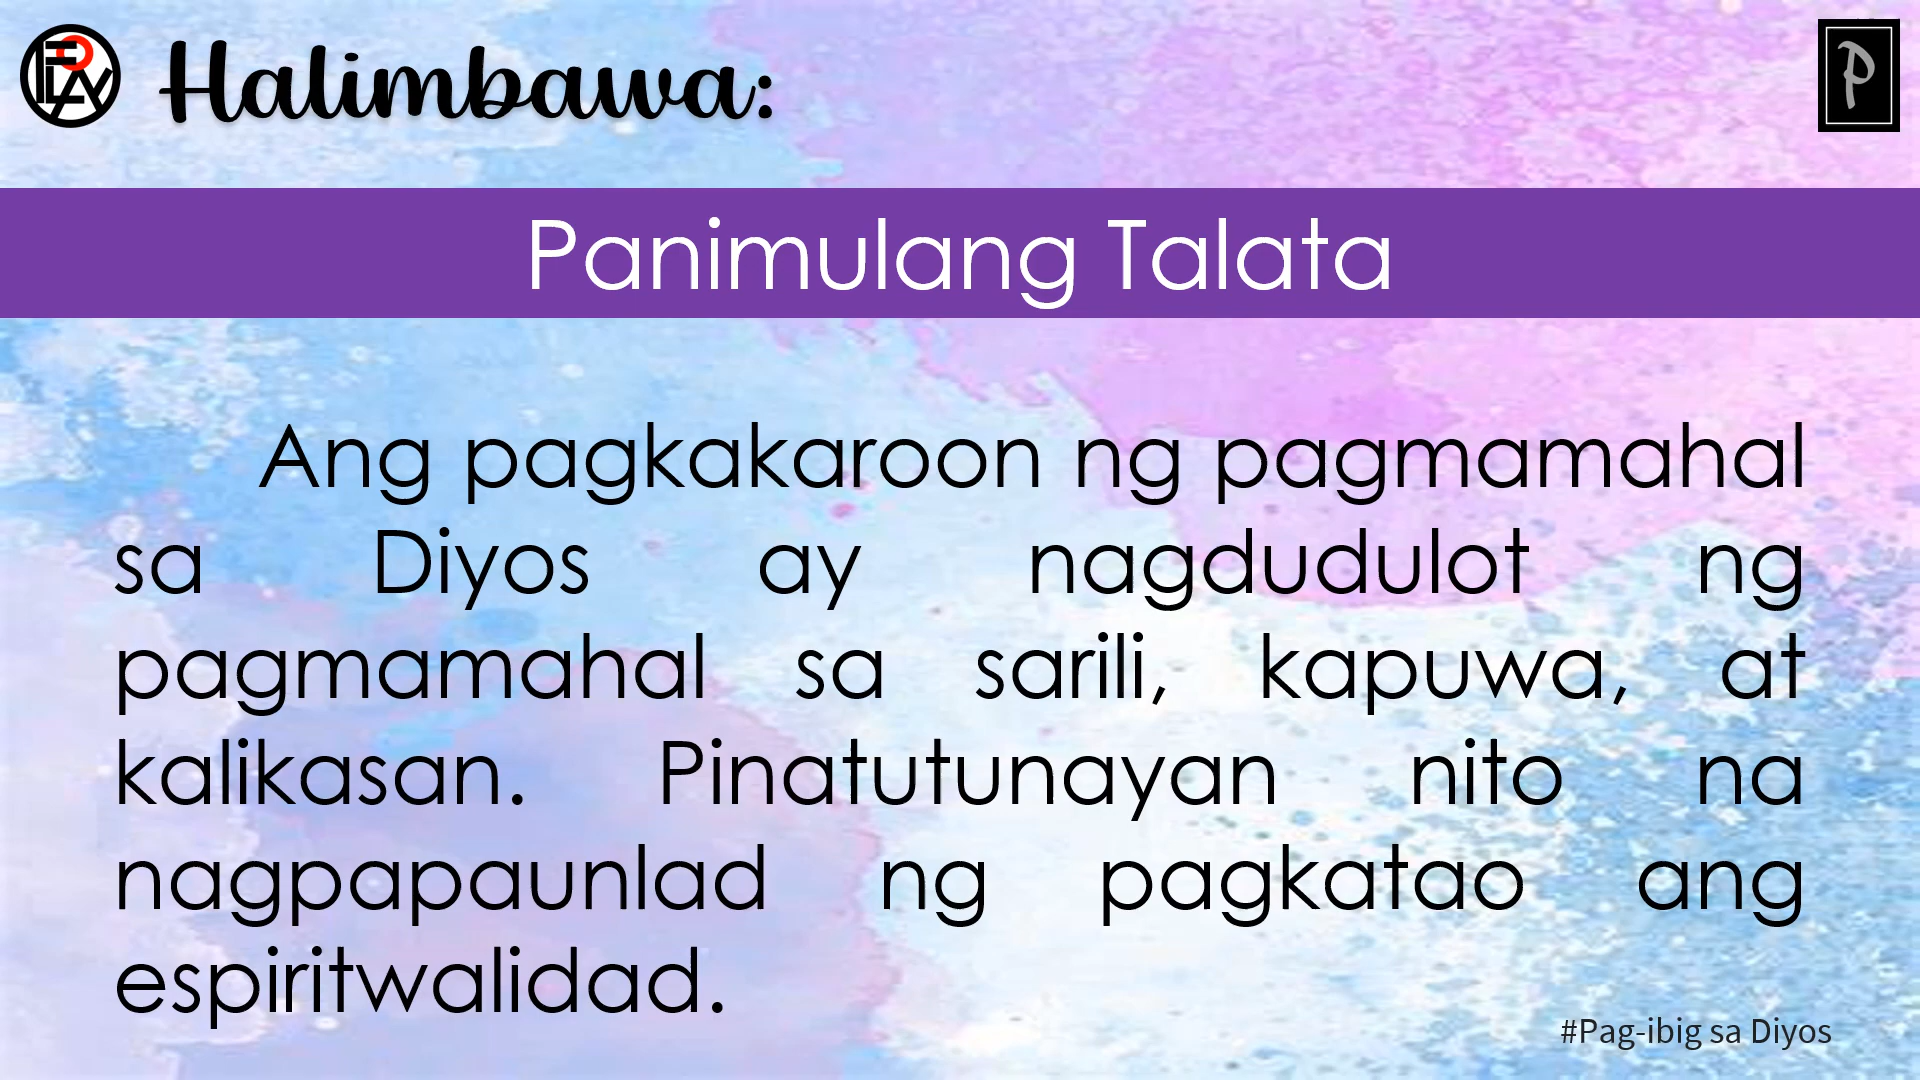 Halimbawa:
Panimulang Talata
Ang pagkakaroon ng pagmamahal
sa Diyos ay nagdudulot ng
pagmamahal sa sarili, kapuwa, at
kalikasan. Pinatutunayan nito na
nagpapaunlad ng pagkatao ang
espiritwalidad.
#Pag-ibig sa Diyos